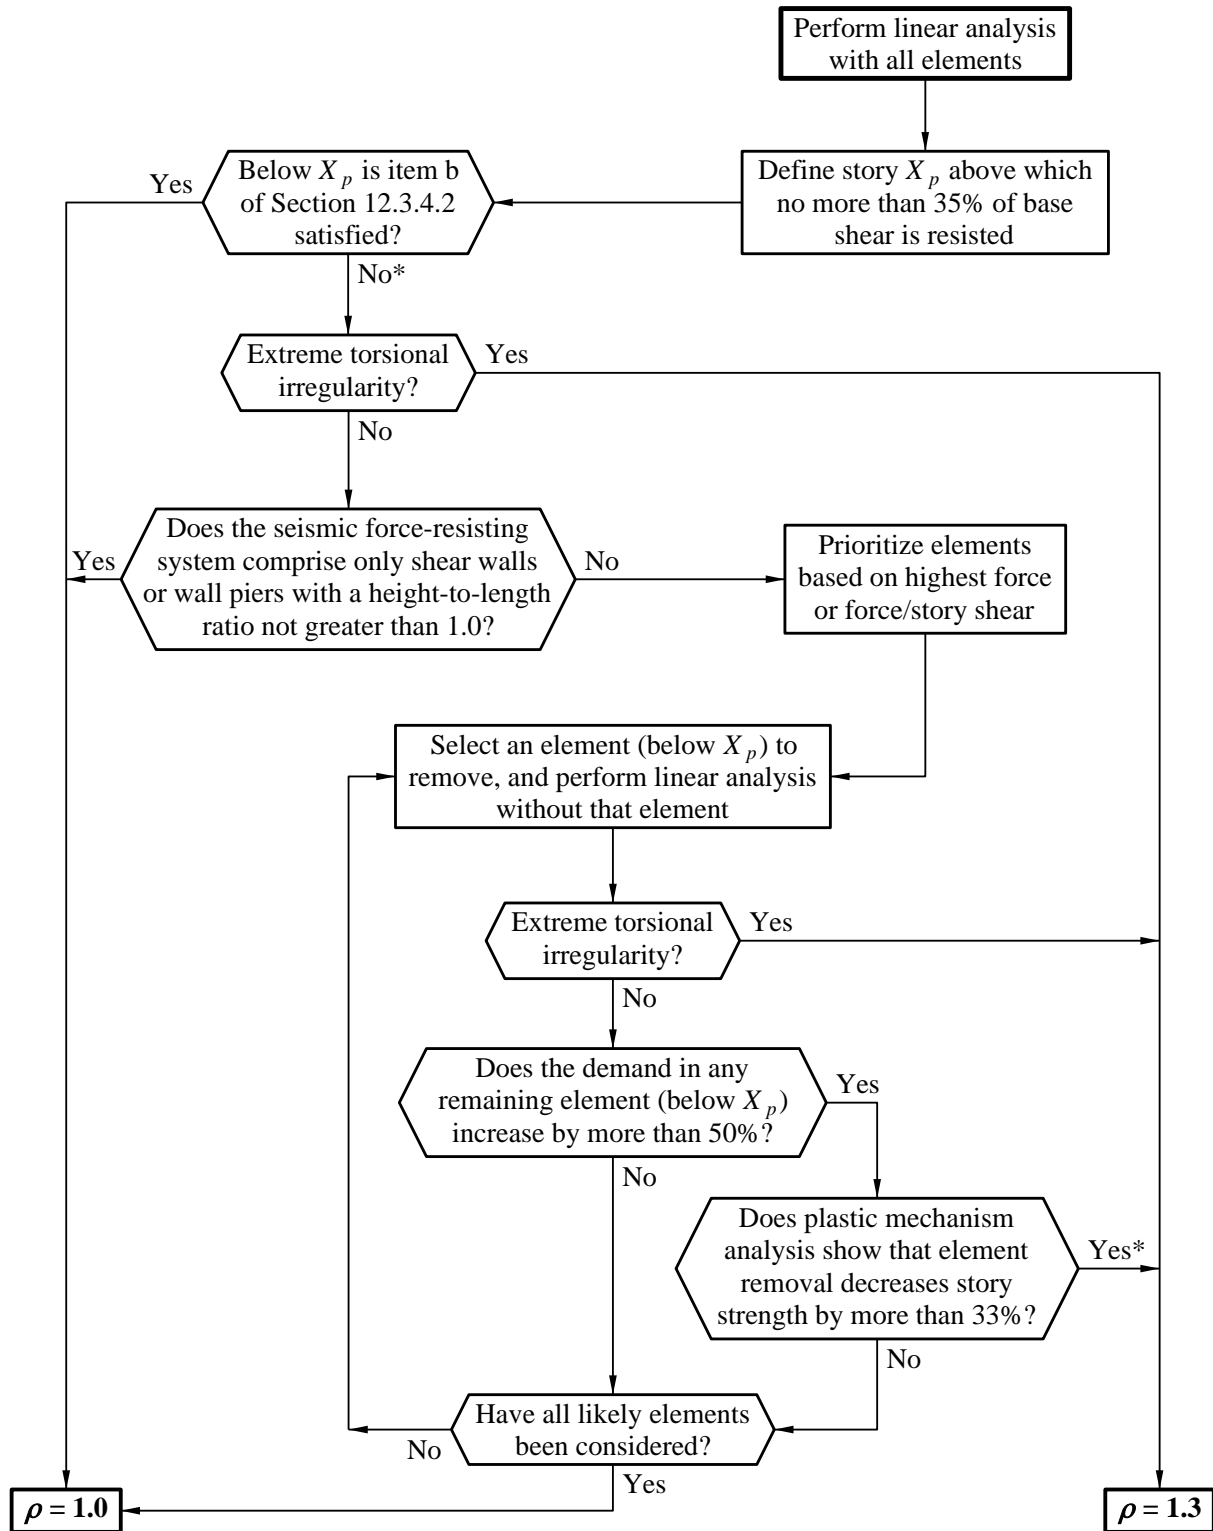 Perform linear analysis
with all elements
Define story X p above which
no more than 35% of base
shear is resisted
Below X p is item b
of Section 12.3.4.2
satisfied?
Yes
No*
Extreme torsional
irregularity?
Yes
No
Does the seismic force-resisting
system comprise only shear walls
or wall piers with a height-to-length
ratio not greater than 1.0?
Yes
No
Prioritize elements
based on highest force
or force/story shear
Select an element (below X p) to
remove, and perform linear analysis
without that element
Extreme torsional
irregularity?
Yes
No
Does the demand in any
remaining element (below X p)
increase by more than 50%?
Yes
No
Does plastic mechanism
analysis show that element
removal decreases story
strength by more than 33%?
Yes*
No
Have all likely elements
been considered?
No
Yes
ρ = 1.0
ρ = 1.3